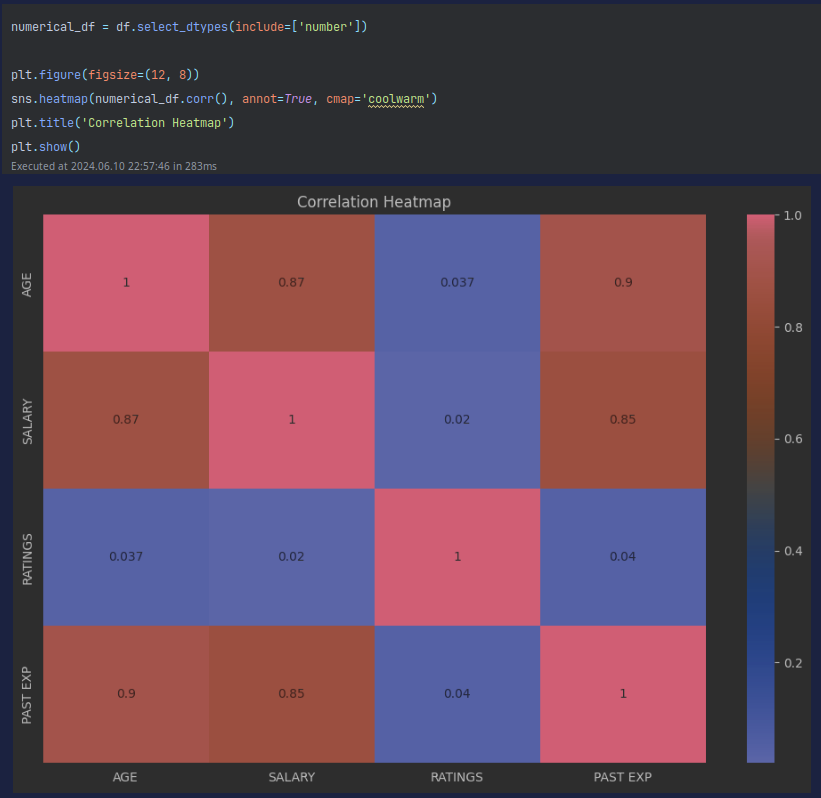 numerical_df = df.select_dtypes(include=['number'])
plt.figure(figsize=(12, 8))
sns.heatmap(numerical_df.corr(), annot=True, cmap='coolwarm')
plt.title('Correlation Heatmap')
plt.show()
Executed at 2024.06.10 22:57:46 in 283ms
Correlation Heatmap
AGE 1 0.87 0.037 0.9
SALARY 0.87 1 0.02 0.85
RATINGS 0.037 0.02 1 0.04
PAST EXP 0.9 0.85 0.04 1
AGE SALARY RATINGS PAST EXP
1.0
0.8
0.6
0.4
0.2